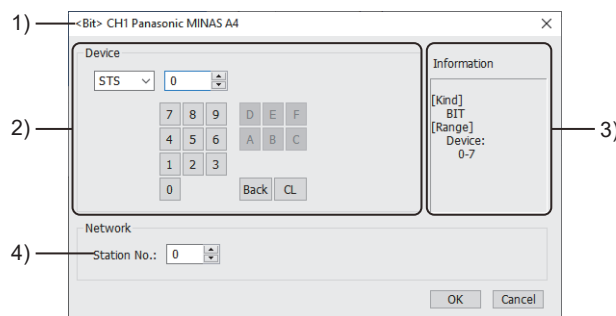 1)
<Bit> CH1 Panasonic MINAS A4
Device
STS 0
2)
7 8 9 D E F
4 5 6 A B C
1 2 3
0 Back CL
Information
[Kind]
BIT
[Range]
Device:
0-7
3)
Network
4)
Station No.: 0
OK Cancel